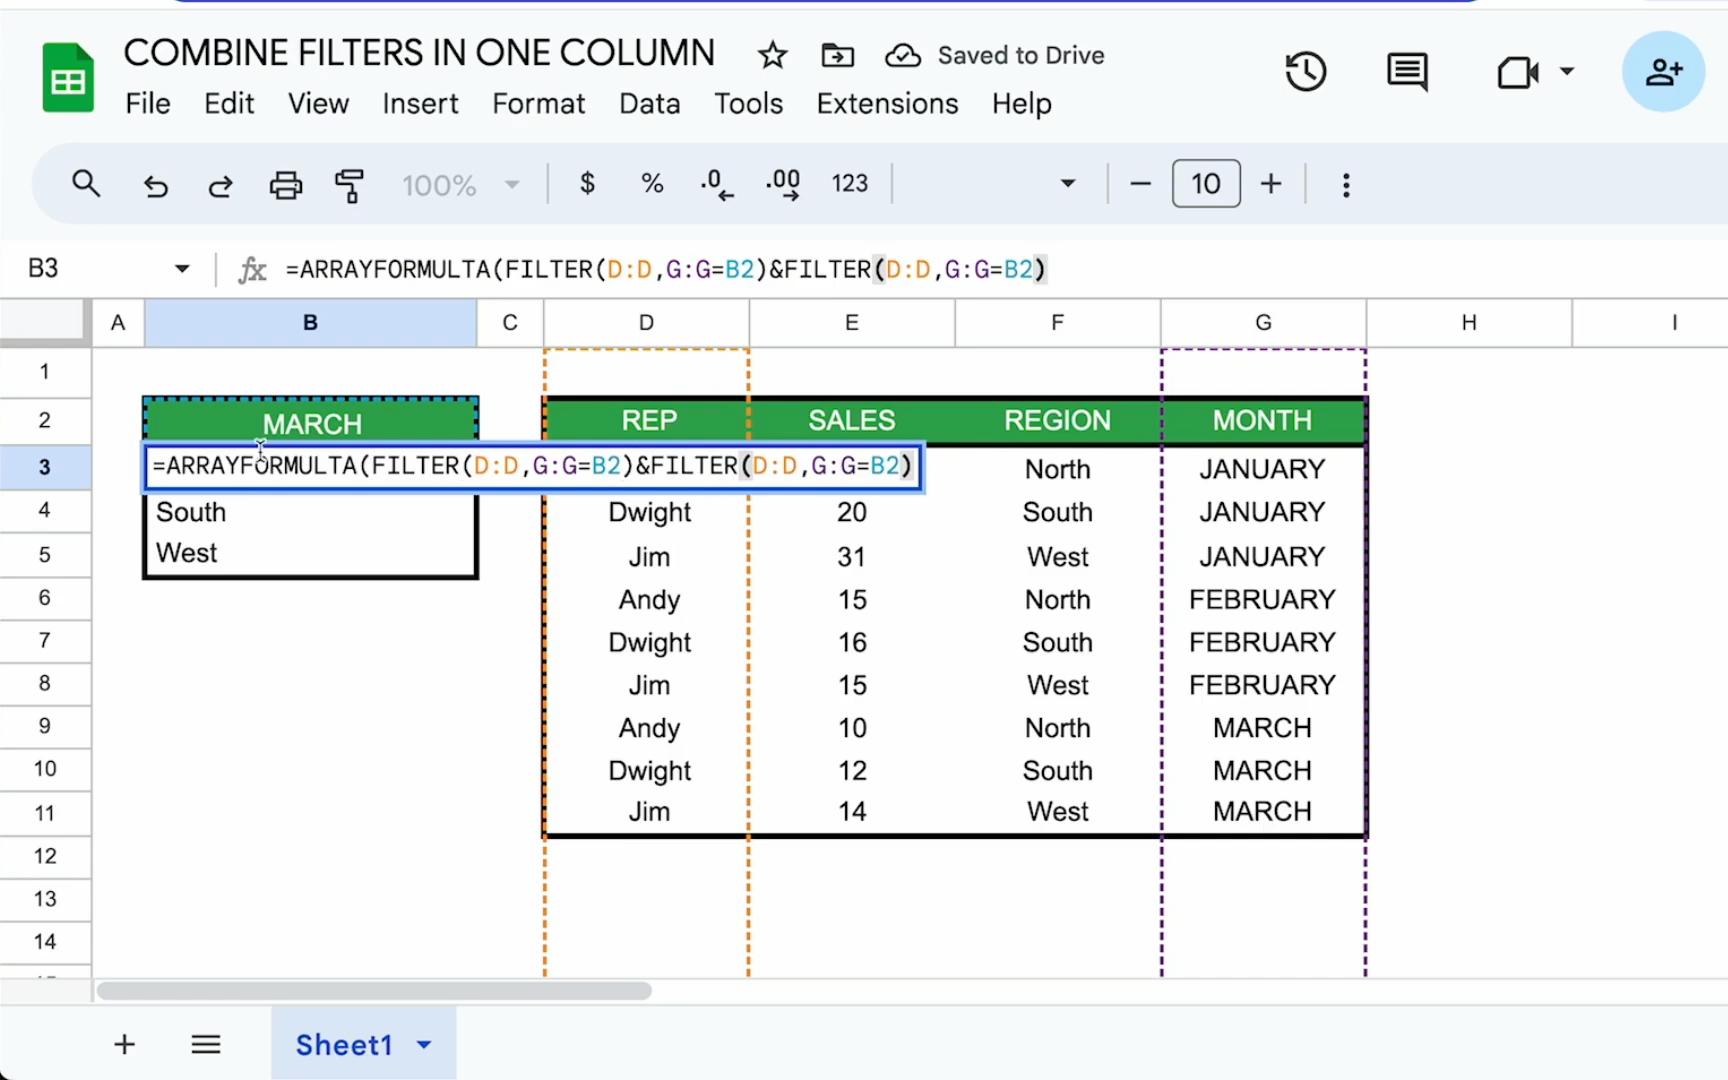 COMBINE FILTERS IN ONE COLUMN Saved to Drive
File Edit View Insert Format Data Tools Extensions Help
100% $ % .0 .00 123 10
B3 fx =ARRAYFORMULTA(FILTER(D:D,G:G=B2)&FILTER(D:D,G:G=B2)
A B C D E F G H I
1
2 MARCH REP SALES REGION MONTH
3 =ARRAYFORMULTA(FILTER(D:D,G:G=B2)&FILTER(D:D,G:G=B2) North JANUARY
4 South Dwight 20 South JANUARY
5 West Jim 31 West JANUARY
6 Andy 15 North FEBRUARY
7 Dwight 16 South FEBRUARY
8 Jim 15 West FEBRUARY
9 Andy 10 North MARCH
10 Dwight 12 South MARCH
11 Jim 14 West MARCH
12
13
14
Sheet1